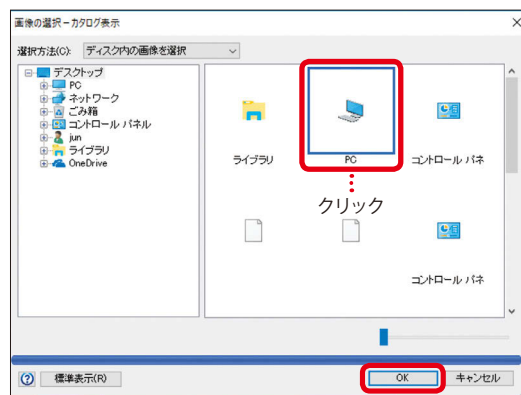 画像の選択 – カタログ表示
選択方法(C): ディスク内の画像を選択
デスクトップ
PC
ネットワーク
ごみ箱
コントロール パネル
jun
ライブラリ
OneDrive
ライブラリ PC コントロール パネ
クリック
コントロール パネ
標準表示(R) OK キャンセル